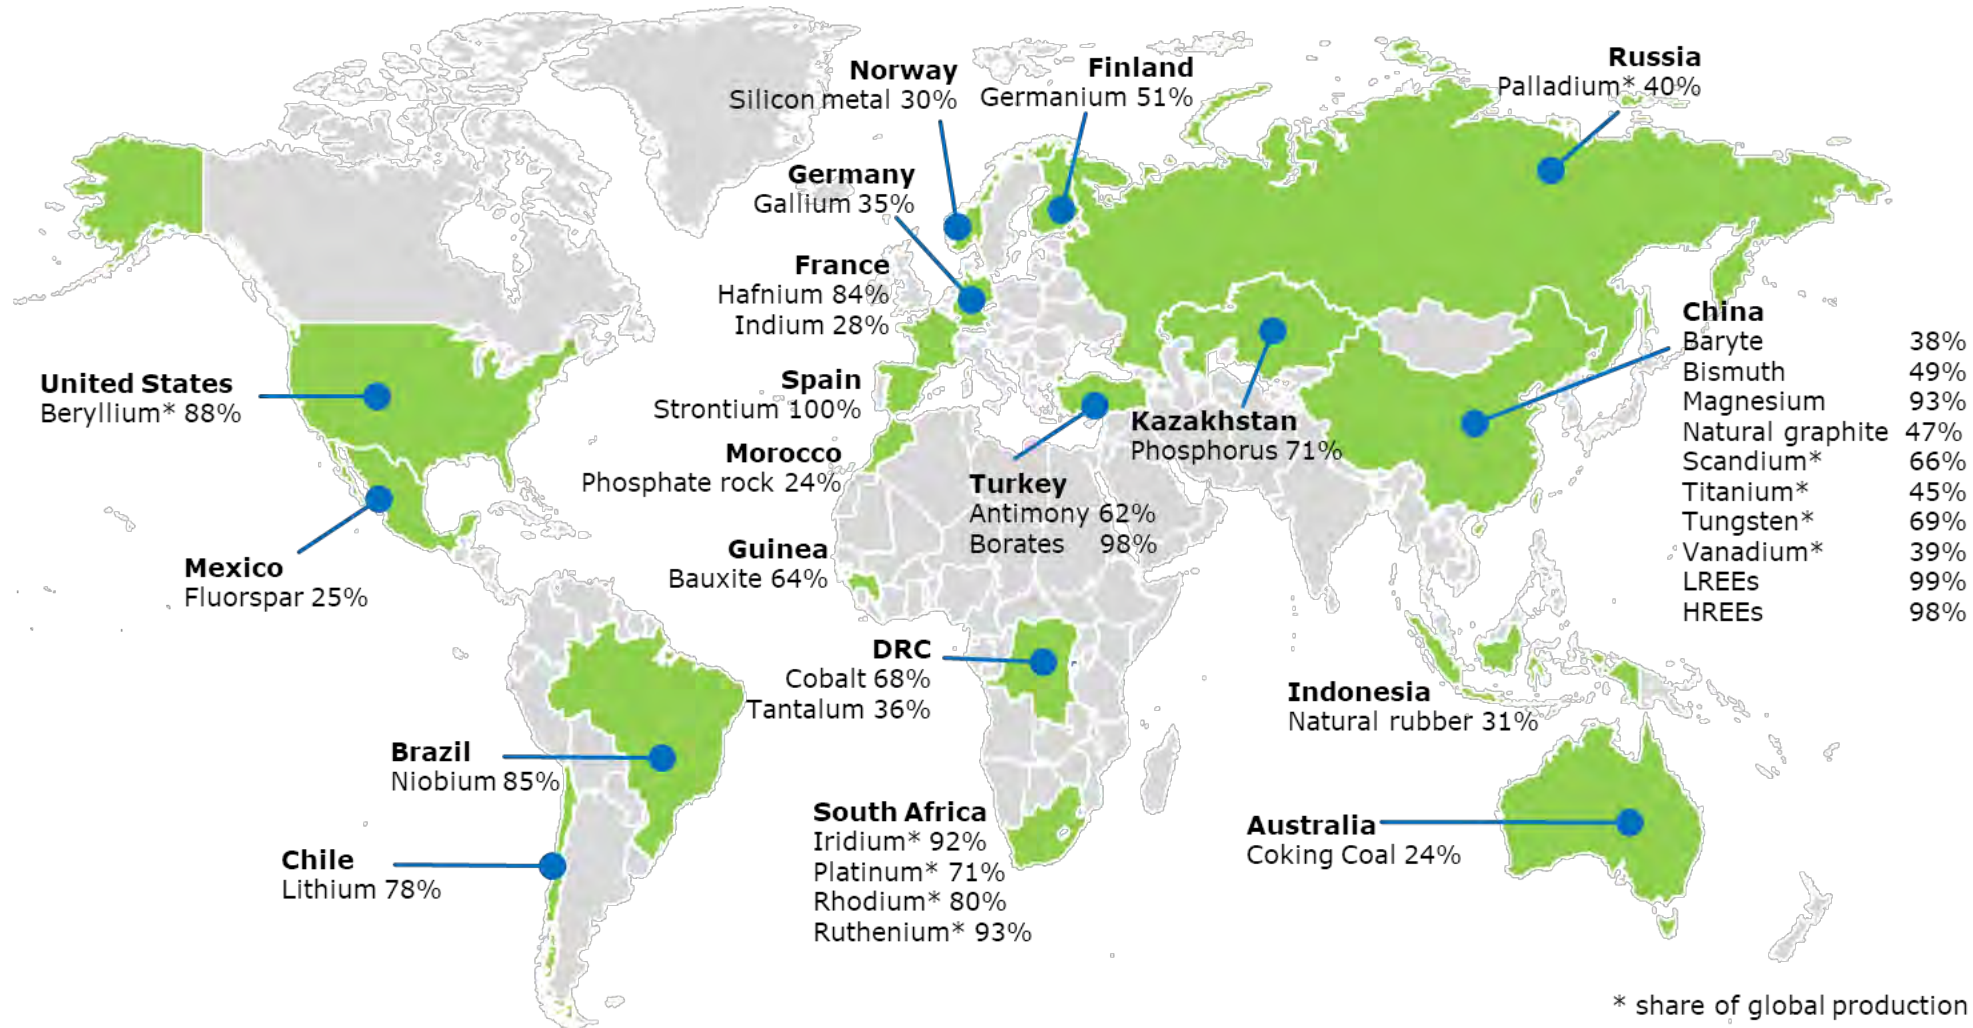 Norway
Silicon metal 30%
Finland
Germanium 51%
Russia
Palladium* 40%
Germany
Gallium 35%
France
Hafnium 84%
Indium 28%
China
Baryte 38%
Bismuth 49%
Magnesium 93%
Natural graphite 47%
Scandium* 66%
Titanium* 45%
Tungsten* 69%
Vanadium* 39%
LREEs 99%
HREEs 98%
United States
Beryllium* 88%
Spain
Strontium 100%
Kazakhstan
Phosphorus 71%
Morocco
Phosphate rock 24%
Turkey
Antimony 62%
Borates 98%
Mexico
Fluorspar 25%
Guinea
Bauxite 64%
DRC
Cobalt 68%
Tantalum 36%
Indonesia
Natural rubber 31%
Brazil
Niobium 85%
South Africa
Iridium* 92%
Platinum* 71%
Rhodium* 80%
Ruthenium* 93%
Australia
Coking Coal 24%
Chile
Lithium 78%
* share of global production